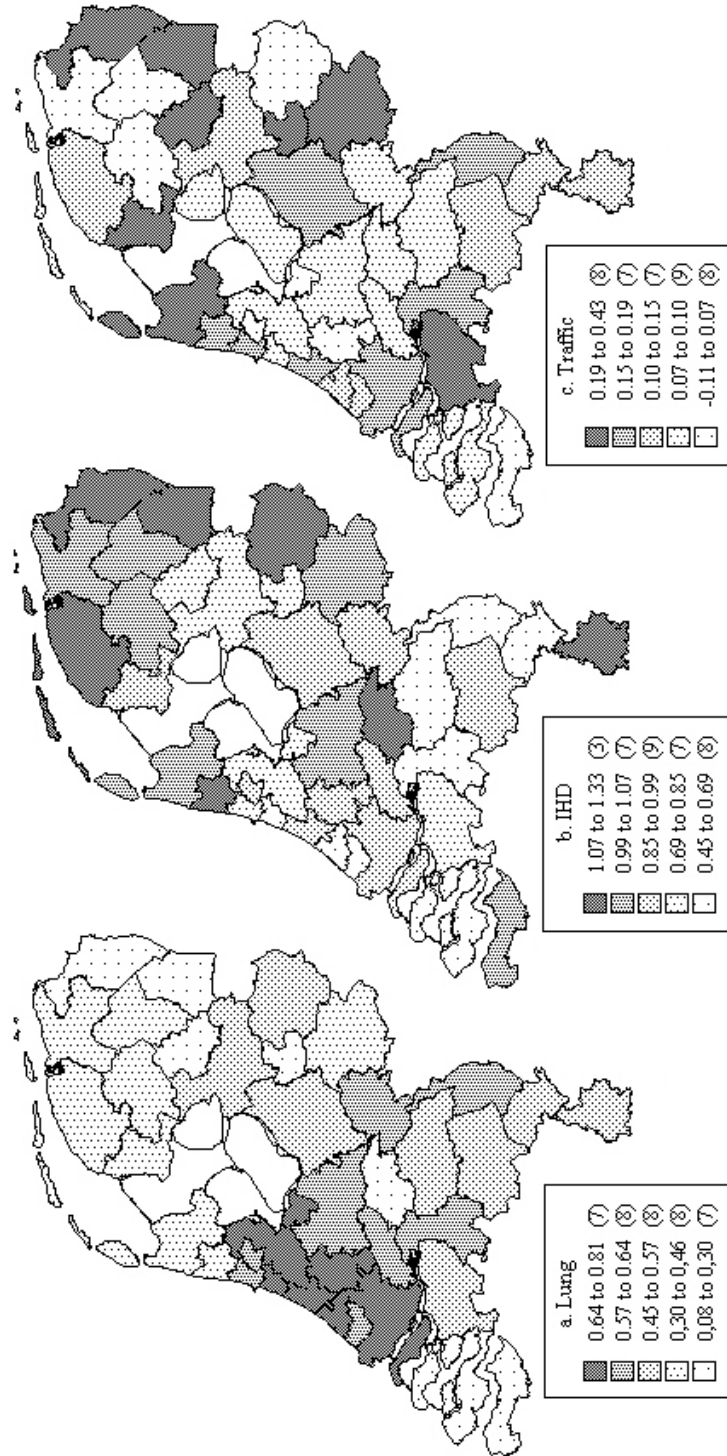 a. Lung
0.64 to 0.81 (7)
0.57 to 0.64 (8)
0.45 to 0.57 (8)
0,30 to 0,46 (8)
0,08 to 0,30 (7)
b. IHD
1.07 to 1.33 (3)
0.99 to 1.07 (7)
0.85 to 0.99 (9)
0.69 to 0.85 (7)
0.45 to 0.69 (8)
c. Traffic
0.19 to 0.43 (8)
0.15 to 0.19 (7)
0.10 to 0.15 (7)
0.07 to 0.10 (9)
-0.11 to 0.07 (8)